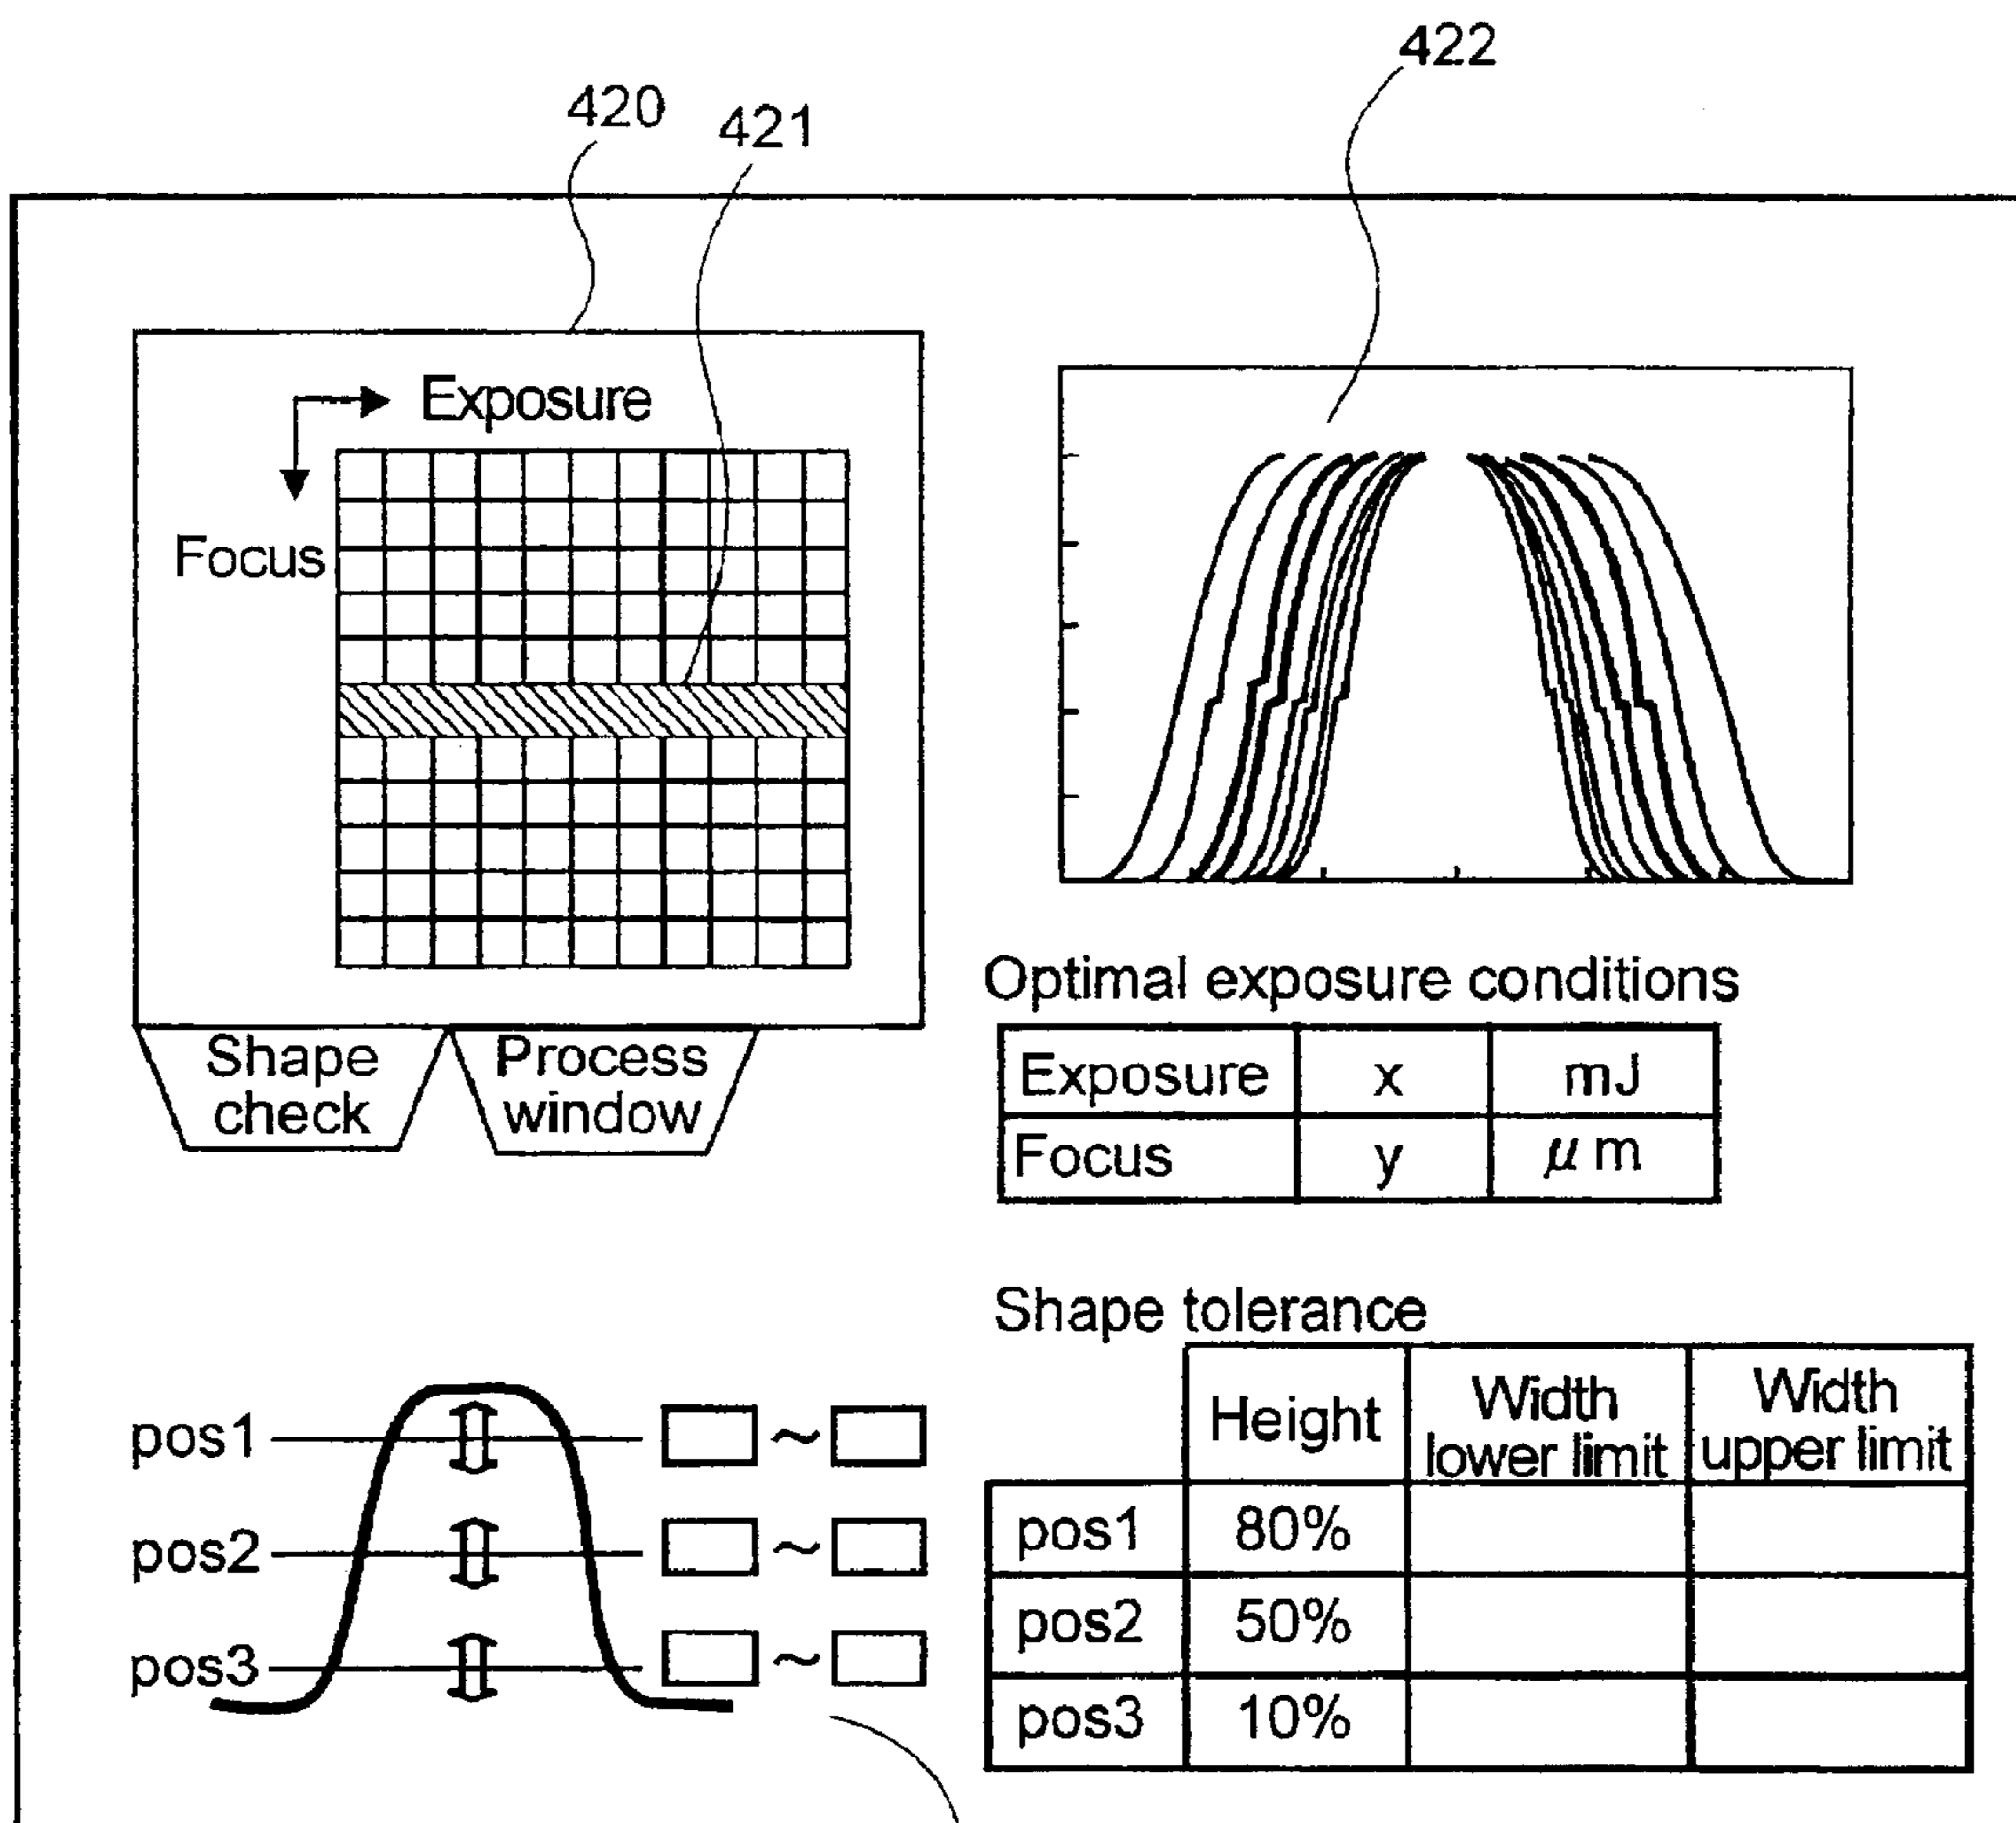 422
420
421
Exposure
Focus
Shape
check
Process
window
Optimal exposure conditions
Exposure x mJ
Focus y μm
Shape tolerance
Height Width
lower limit Width
upper limit
pos1 80%
pos2 50%
pos3 10%
pos1 ~
pos2 ~
pos3 ~